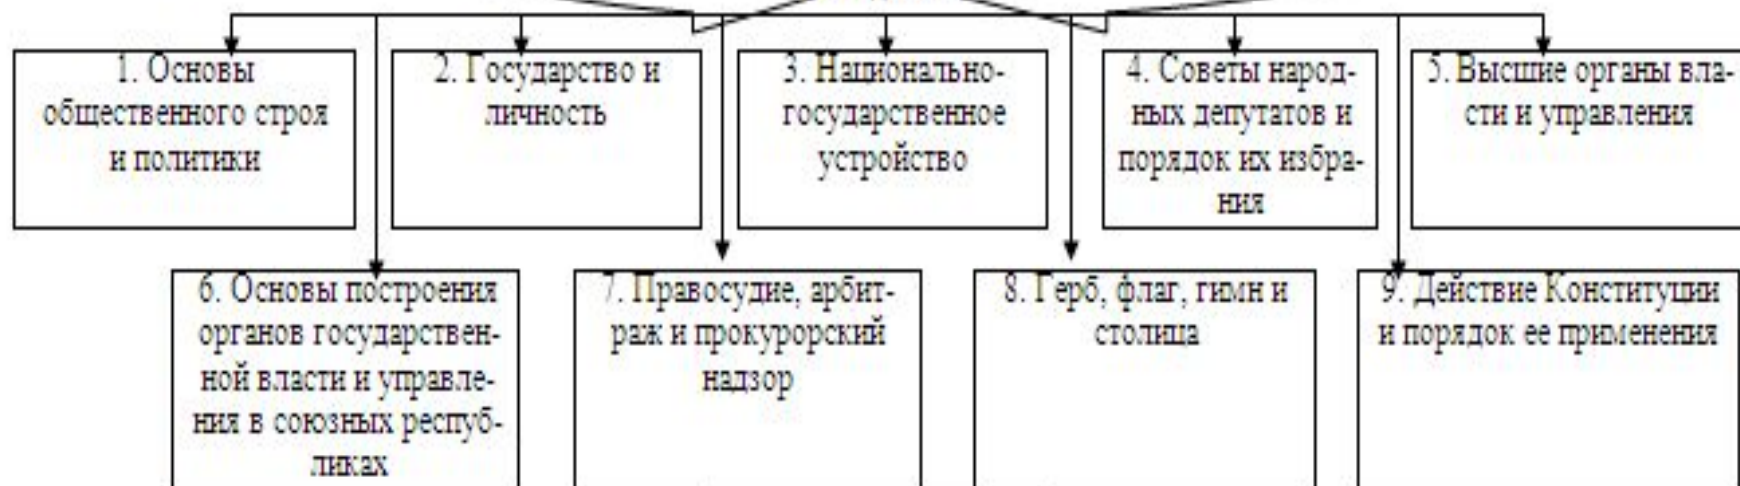 1. Основы
общественного строя
и политики
2. Государство и
личность
3. Национально-
государственное
устройство
4. Советы народ-
ных депутатов и
порядок их избра-
ния
5. Высшие органы вла-
сти и управления
6. Основы построения
органов государствен-
ной власти и управле-
ния в союзных респуб-
ликах
7. Правосудие, арбит-
раж и прокурорский
надзор
8. Герб, флаг, гимн и
столица
9. Действие Конституции
и порядок ее применения